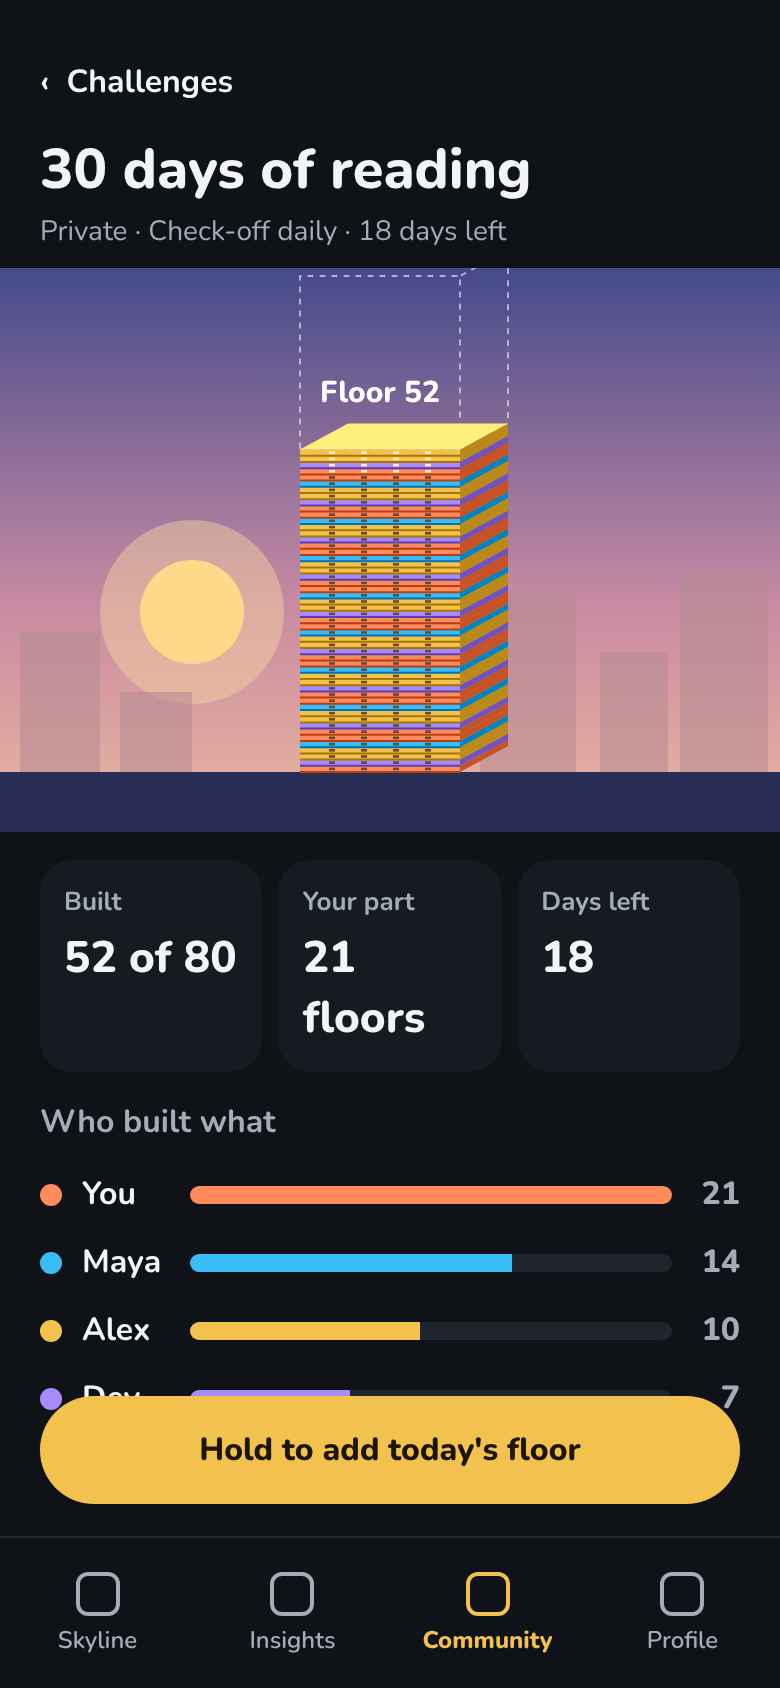 ‹ Challenges
30 days of reading
Private · Check-off daily · 18 days left
Floor 52
Built
52 of 80
Your part
21
floors
Days left
18
Who built what
You 21
Maya 14
Alex 10
7
Hold to add today's floor
Skyline
Insights
Community
Profile